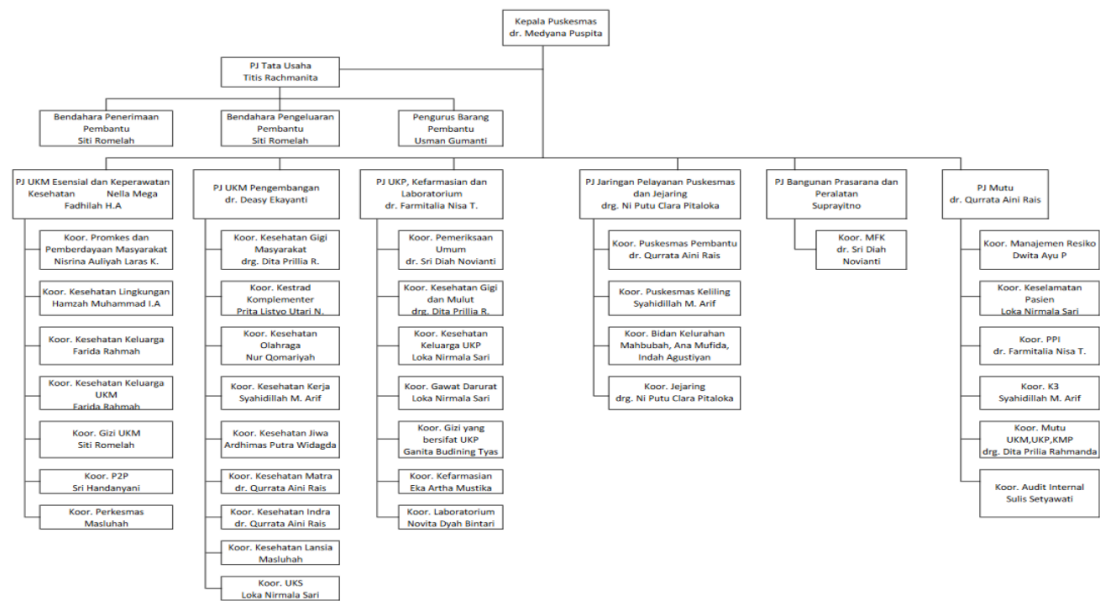 Kepala Puskesmas
dr. Medyana Puspita
PJ Tata Usaha
Titis Rachmanita
Bendahara Penerimaan
Pembantu
Siti Romelah
Bendahara Pengeluaran
Pembantu
Siti Romelah
Pengurus Barang
Pembantu
Usman Gumanti
PJ UKM Esensial dan Keperawatan
Kesehatan Nella Mega
Fadhilah H.A
Koor. Promkes dan
Pemberdayaan Masyarakat
Nisrina Auliyah Laras K.
Koor. Kesehatan Lingkungan
Hamzah Muhammad I.A
Koor. Kesehatan Keluarga
Farida Rahmah
Koor. Kesehatan Keluarga
UKM
Farida Rahmah
Koor. Gizi UKM
Siti Romelah
Koor. P2P
Sri Handanyani
Koor. Perkesmas
Masluhah
PJ UKM Pengembangan
dr. Deasy Ekayanti
Koor. Kesehatan Gigi
Masyarakat
drg. Dita Prillia R.
Koor. Kestrad
Komplementer
Prita Listyo Utari N.
Koor. Kesehatan
Olahraga
Nur Qomariyah
Koor. Kesehatan Kerja
Syahidillah M. Arif
Koor. Kesehatan Jiwa
Ardhimas Putra Widagda
Koor. Kesehatan Matra
dr. Qurrata Aini Rais
Koor. Kesehatan Indra
dr. Qurrata Aini Rais
Koor. Kesehatan Lansia
Masluhah
Koor. UKS
Loka Nirmala Sari
PJ UKP, Kefarmasian dan
Laboratorium
dr. Farmitalia Nisa T.
Koor. Pemeriksaan
Umum
dr. Sri Diah Novianti
Koor. Kesehatan Gigi
dan Mulut
drg. Dita Prillia R.
Koor. Kesehatan
Keluarga UKP
Loka Nirmala Sari
Koor. Gawat Darurat
Loka Nirmala Sari
Koor. Gizi yang
bersifat UKP
Ganita Budining Tyas
Koor. Kefarmasian
Eka Artha Mustika
Koor. Laboratorium
Novita Dyah Bintari
PJ Jaringan Pelayanan Puskesmas
dan Jejaring
drg. Ni Putu Clara Pitaloka
Koor. Puskesmas Pembantu
dr. Qurrata Aini Rais
Koor. Puskesmas Keliling
Syahidillah M. Arif
Koor. Bidan Kelurahan
Mahbubah, Ana Mufida,
Indah Agustiyan
Koor. Jejaring
drg. Ni Putu Clara Pitaloka
PJ Bangunan Prasarana dan
Peralatan
Suprayitno
Koor. MFK
dr. Sri Diah
Novianti
PJ Mutu
dr. Qurrata Aini Rais
Koor. Manajemen Resiko
Dwita Ayu P
Koor. Keselamatan
Pasien
Loka Nirmala Sari
Koor. PPI
dr. Farmitalia Nisa T.
Koor. K3
Syahidillah M. Arif
Koor. Mutu
UKM,UKP,KMP
drg. Dita Prilia Rahmanda
Koor. Audit Internal
Sulis Setyawati